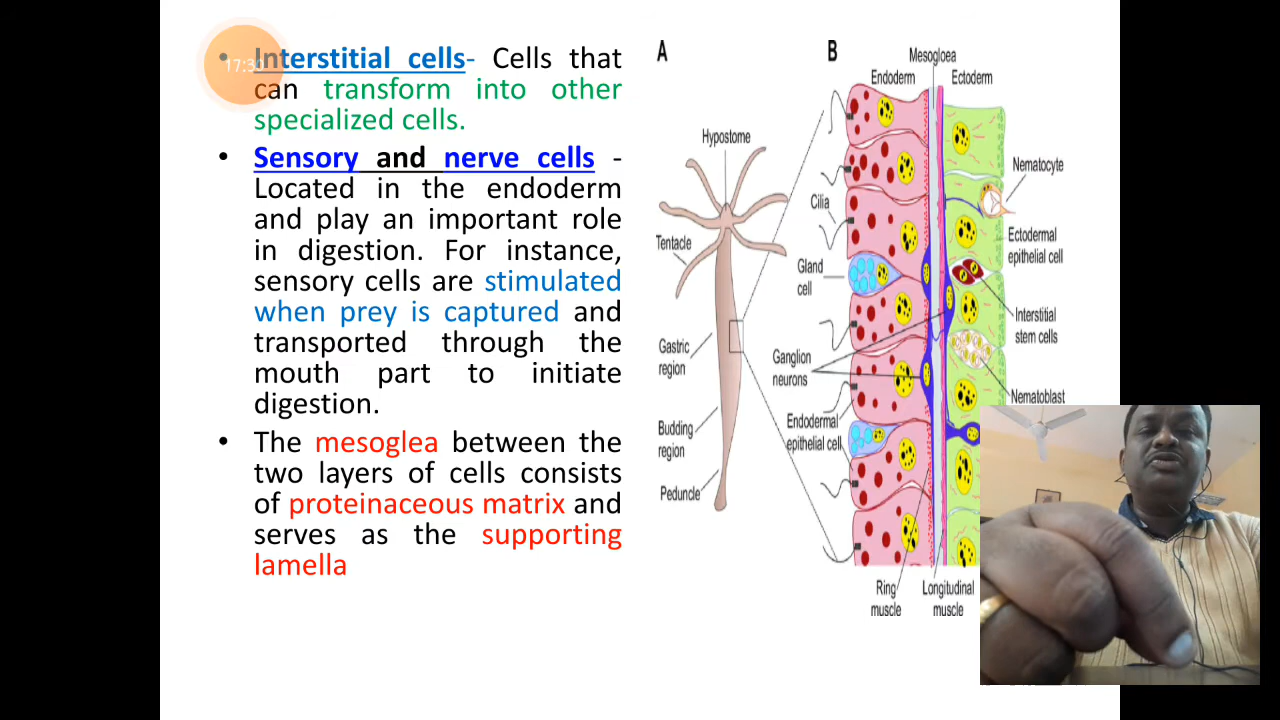 17:30
• Interstitial cells- Cells that
can transform into other
specialized cells.
• Sensory and nerve cells -
Located in the endoderm
and play an important role
in digestion. For instance,
sensory cells are stimulated
when prey is captured and
transported through the
mouth part to initiate
digestion.
• The mesoglea between the
two layers of cells consists
of proteinaceous matrix and
serves as the supporting
lamella
A
Hypostome
Tentacle
Gastric
region
Budding
region
Peduncle
B
Mesogloea
Endoderm
Ectoderm
Nematocyte
Cilia
Ectodermal
epithelial cell
Gland
cell
Interstitial
stem cells
Ganglion
neurons
Nematoblast
Endodermal
epithelial cell
Ring
muscle
Longitudinal
muscle